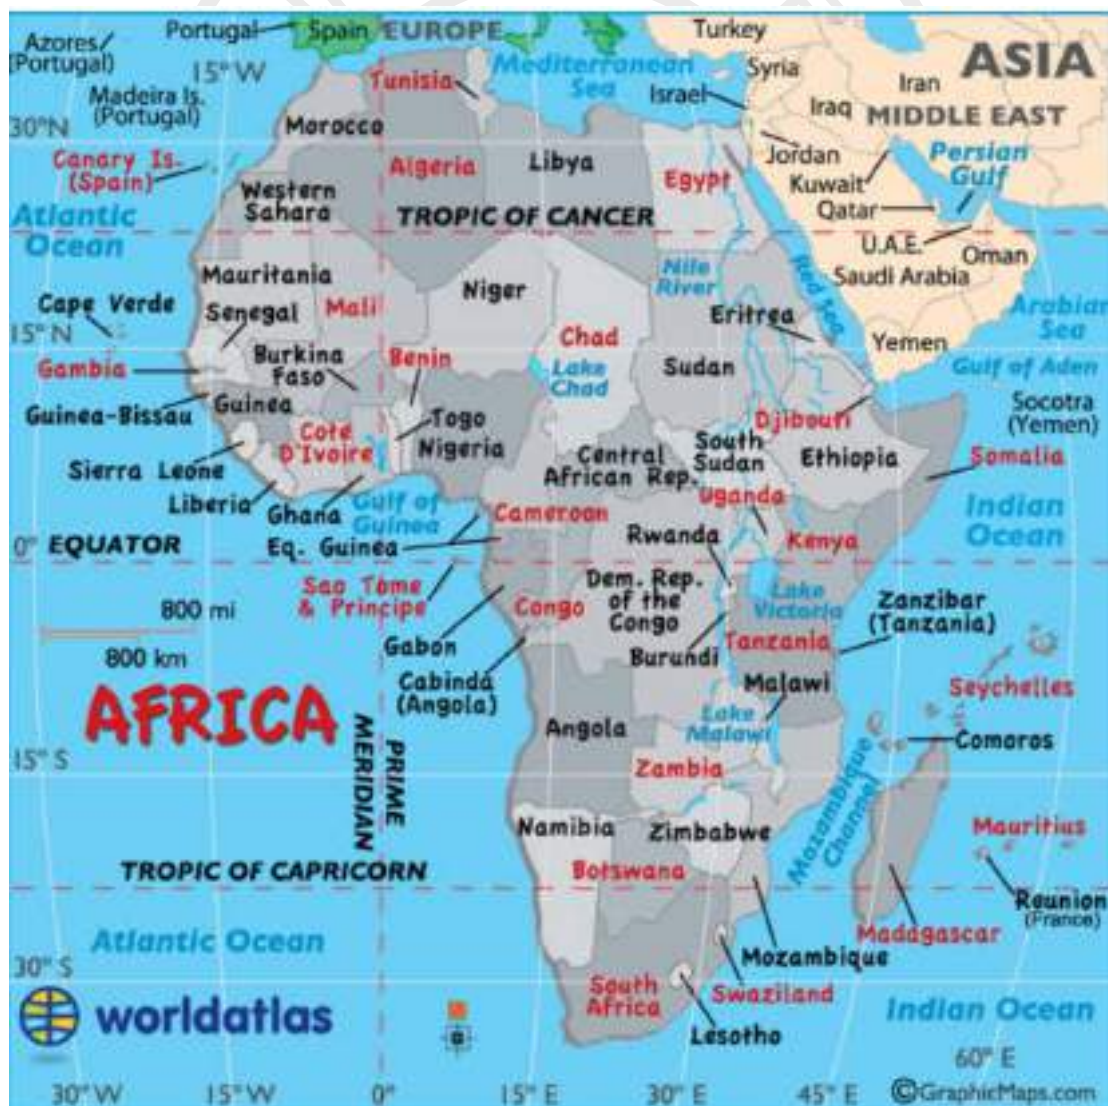 Azores
(Portugal)
Portugal
Spain
EUROPE
Turkey
ASIA
15° W
Tunisia
Mediterranean
Sea
Syria
Iran
Madeira Is.
(Portugal)
Israel
Iraq
MIDDLE EAST
30°N
Morocco
Jordan
Persian
Gulf
Canary Is.
(Spain)
Algeria
Libya
Egypt
Kuwait
Qatar
Western
Sahara
Atlantic
Ocean
TROPIC OF CANCER
U.A.E.
Oman
Saudi Arabia
Mauritania
Niger
Nile
River
Red Sea
Cape Verde
Senegal
Mali
Eritrea
Arabian
Sea
15° N
Chad
Yemen
Burkina
Faso
Benin
Lake
Chad
Sudan
Gulf of Aden
Gambia
Guinea-Bissau
Guinea
Togo
Djibouti
Socotra
(Yemen)
Coté
D'Ivoire
Nigeria
Central
African Rep.
South
Sudan
Ethiopia
Somalia
Sierra Leone
Liberia
Ghana
Gulf of
Guinea
Cameroan
Uganda
Indian
Ocean
0°
EQUATOR
Eq. Guinea
Rwanda
Kenya
Sao Tome
& Principe
Congo
Dem. Rep.
of the
Congo
Lake
Victoria
Zanzibar
(Tanzania)
800 mi
800 km
Gabon
Burundi
Tanzania
Cabinda
(Angola)
Malawi
Seychelles
AFRICA
Angola
Lake
Malawi
Comoros
PRIME
MERIDIAN
15° S
Zambia
Mozambique
Channel
Namibia
Zimbabwe
Mauritius
TROPIC OF CAPRICORN
Botswana
Reunion
(France)
Madagascar
Atlantic Ocean
Mozambique
30° S
South
Africa
Swaziland
Indian Ocean
worldatlas
Lesotho
60° E
30° W
15° W
0°
15° E
30° E
45° E
©GraphicMaps.com